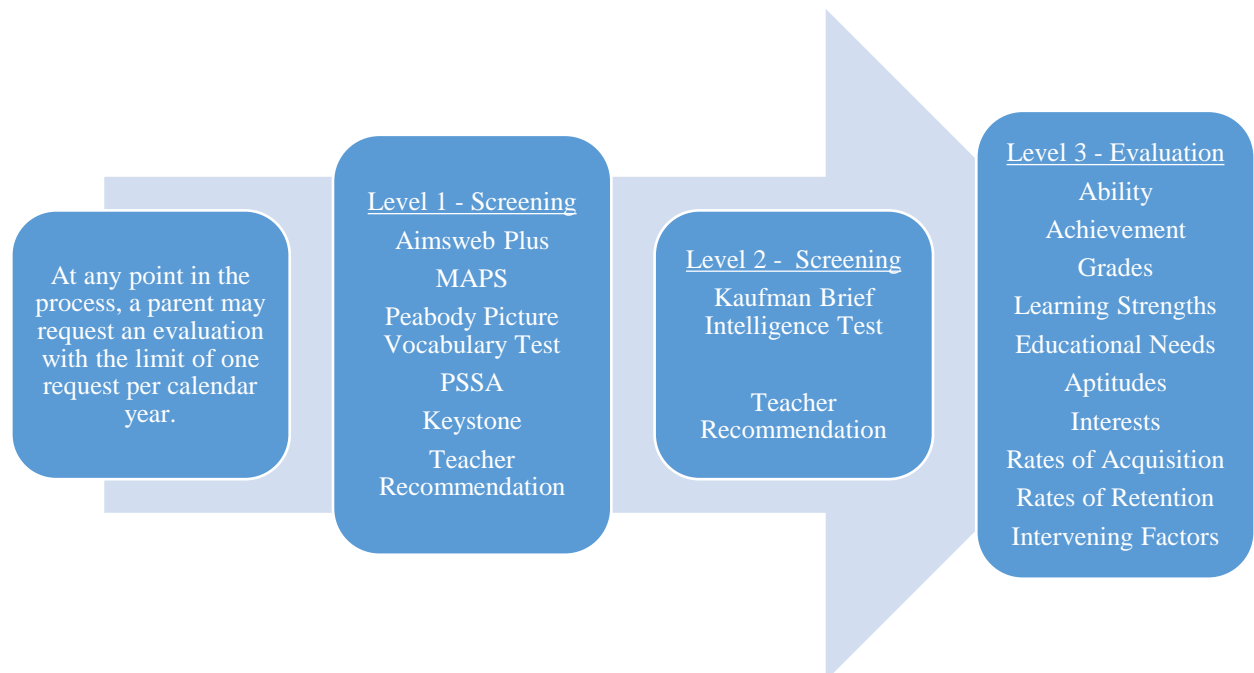 At any point in the
process, a parent may
request an evaluation
with the limit of one
request per calendar
year.
Level 1 - Screening
Aimsweb Plus
MAPS
Peabody Picture
Vocabulary Test
PSSA
Keystone
Teacher
Recommendation
Level 2 - Screening
Kaufman Brief
Intelligence Test
Teacher
Recommendation
Level 3 - Evaluation
Ability
Achievement
Grades
Learning Strengths
Educational Needs
Aptitudes
Interests
Rates of Acquisition
Rates of Retention
Intervening Factors